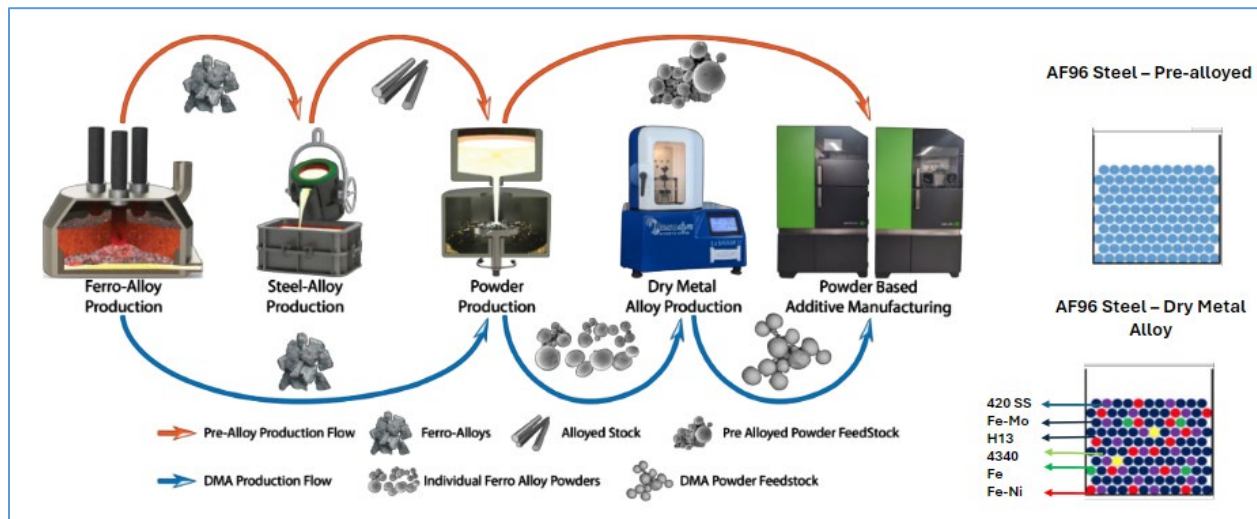 AF96 Steel – Pre-alloyed
Ferro-Alloy
Production
Steel-Alloy
Production
Powder
Production
Dry Metal
Alloy Production
Powder Based
Additive Manufacturing
AF96 Steel – Dry Metal
Alloy
420 SS
Fe-Mo
H13
4340
Fe
Fe-Ni
Pre-Alloy Production Flow
Ferro-Alloys
Alloyed Stock
Pre Alloyed Powder FeedStock
DMA Production Flow
Individual Ferro Alloy Powders
DMA Powder Feedstock